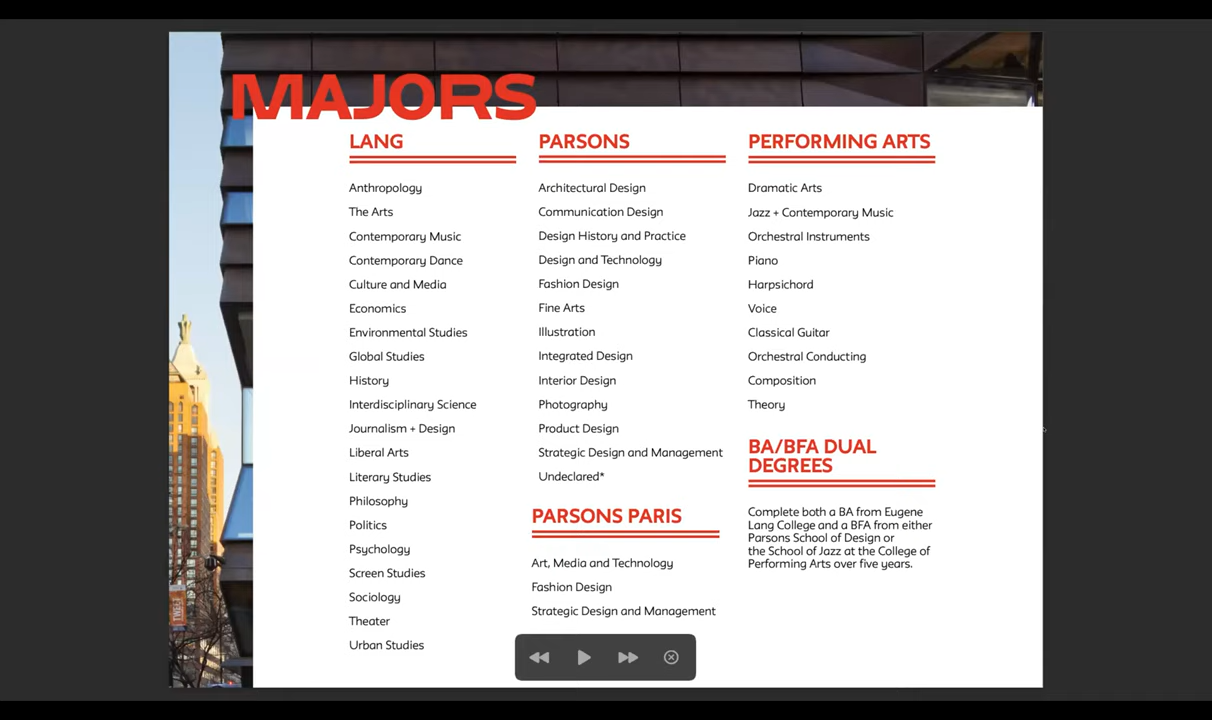 MAJORS
LANG
Anthropology
The Arts
Contemporary Music
Contemporary Dance
Culture and Media
Economics
Environmental Studies
Global Studies
History
Interdisciplinary Science
Journalism + Design
Liberal Arts
Literary Studies
Philosophy
Politics
Psychology
Screen Studies
Sociology
Theater
Urban Studies
PARSONS
Architectural Design
Communication Design
Design History and Practice
Design and Technology
Fashion Design
Fine Arts
Illustration
Integrated Design
Interior Design
Photography
Product Design
Strategic Design and Management
Undeclared*
PARSONS PARIS
Art, Media and Technology
Fashion Design
Strategic Design and Management
PERFORMING ARTS
Dramatic Arts
Jazz + Contemporary Music
Orchestral Instruments
Piano
Harpsichord
Voice
Classical Guitar
Orchestral Conducting
Composition
Theory
BA/BFA DUAL
DEGREES
Complete both a BA from Eugene
Lang College and a BFA from either
Parsons School of Design or
the School of Jazz at the College of
Performing Arts over five years.